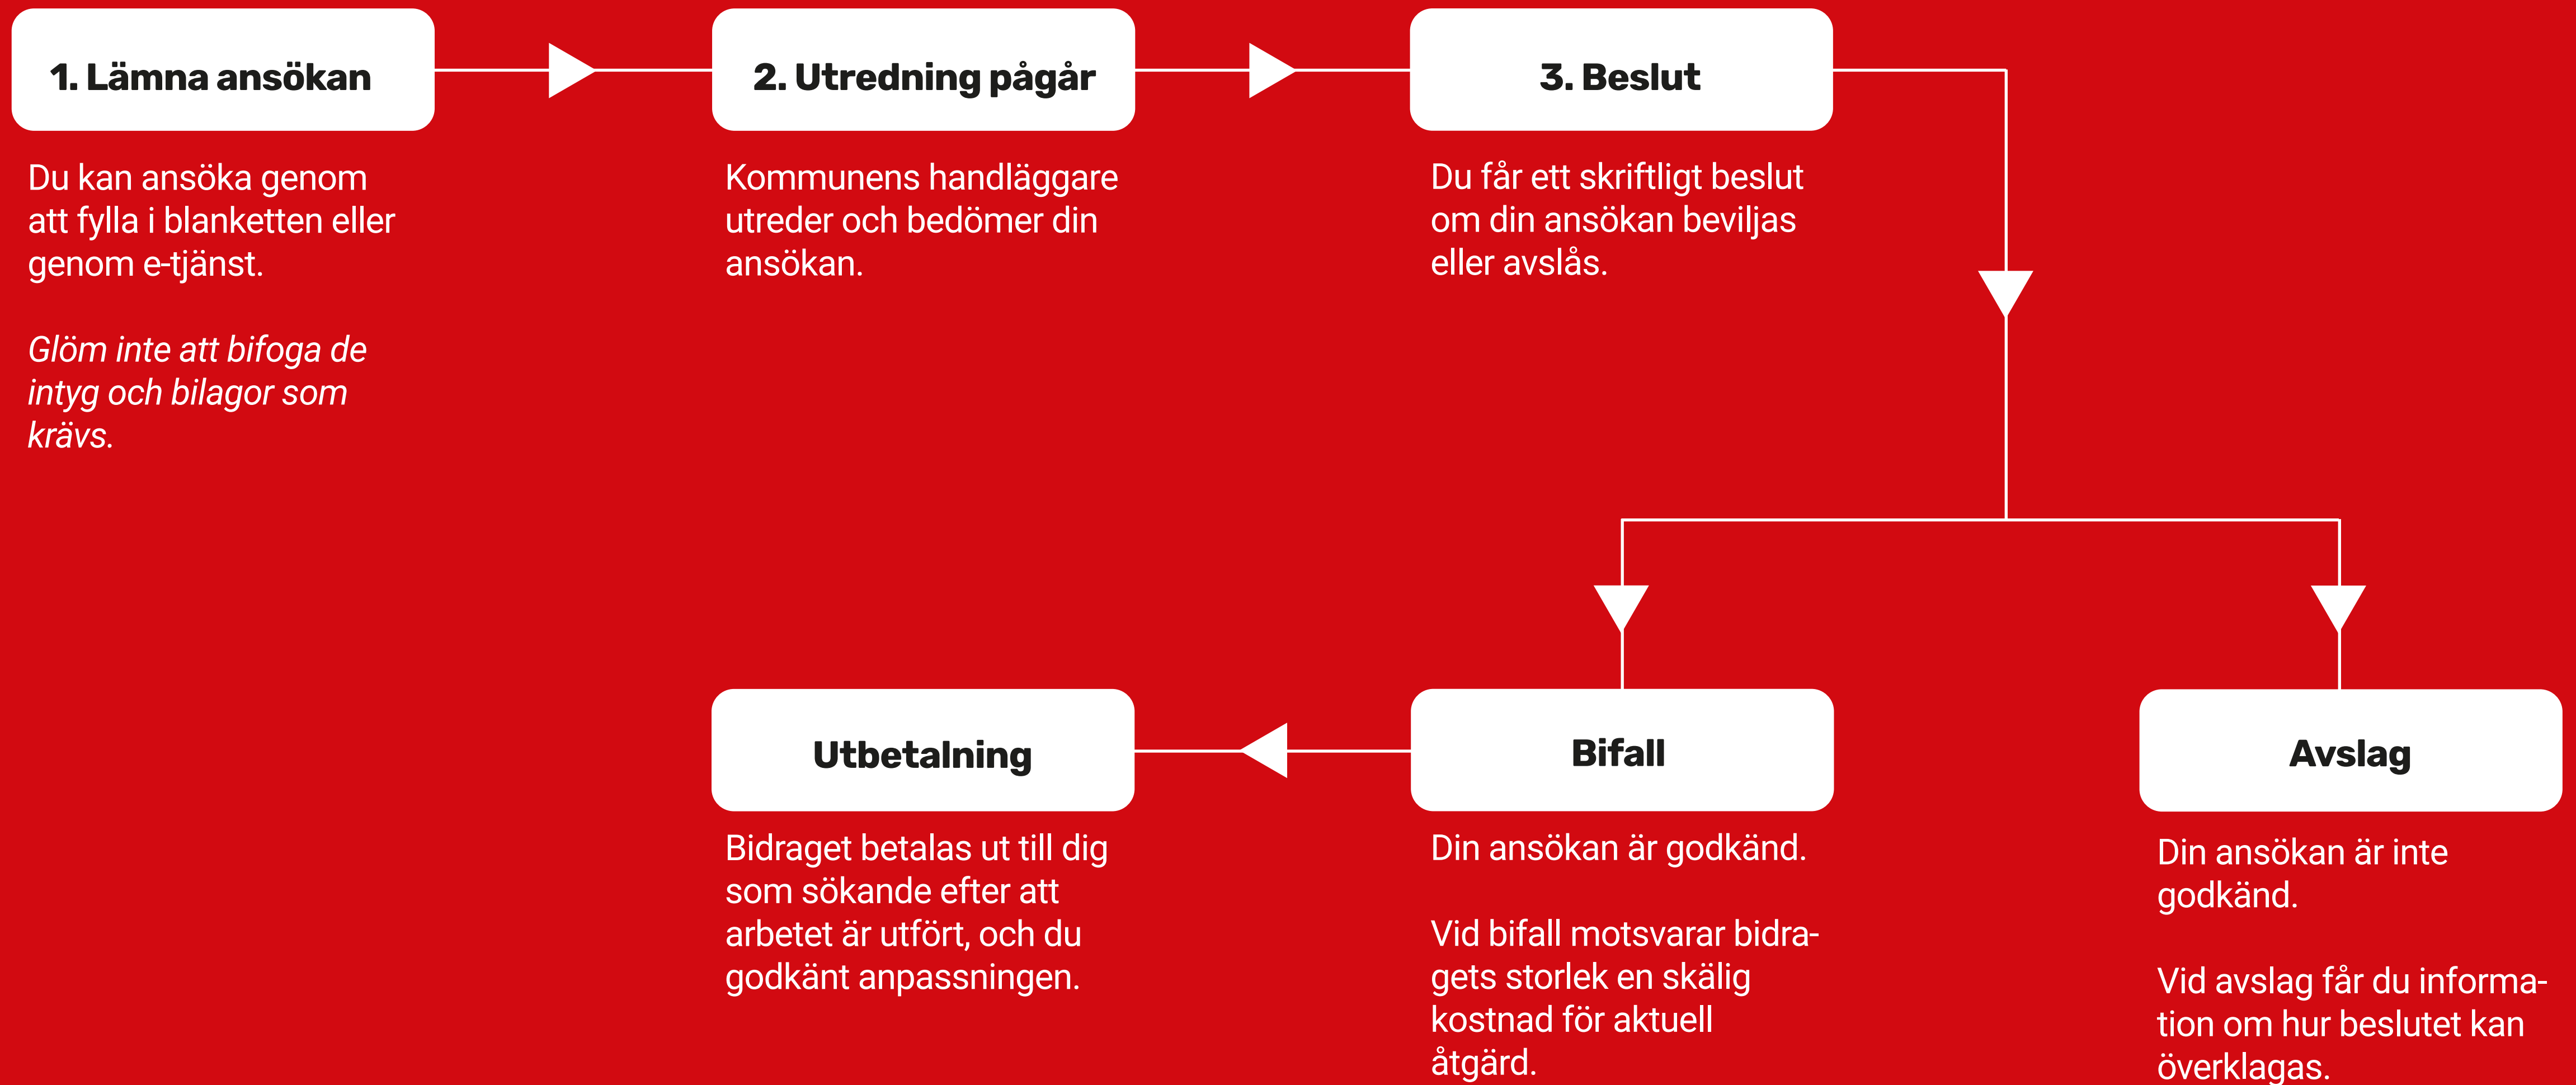 1. Lämna ansökan
Du kan ansöka genom
att fylla i blanketten eller
genom e-tjänst.
Glöm inte att bifoga de
intyg och bilagor som
krävs.
2. Utredning pågår
Kommunens handläggare
utreder och bedömer din
ansökan.
3. Beslut
Du får ett skriftligt beslut
om din ansökan beviljas
eller avslås.
Utbetalning
Bidraget betalas ut till dig
som sökande efter att
arbetet är utfört, och du
godkänt anpassningen.
Bifall
Din ansökan är godkänd.
Vid bifall motsvarar bidra-
gets storlek en skälig
kostnad för aktuell
åtgärd.
Avslag
Din ansökan är inte
godkänd.
Vid avslag får du informa-
tion om hur beslutet kan
överklagas.